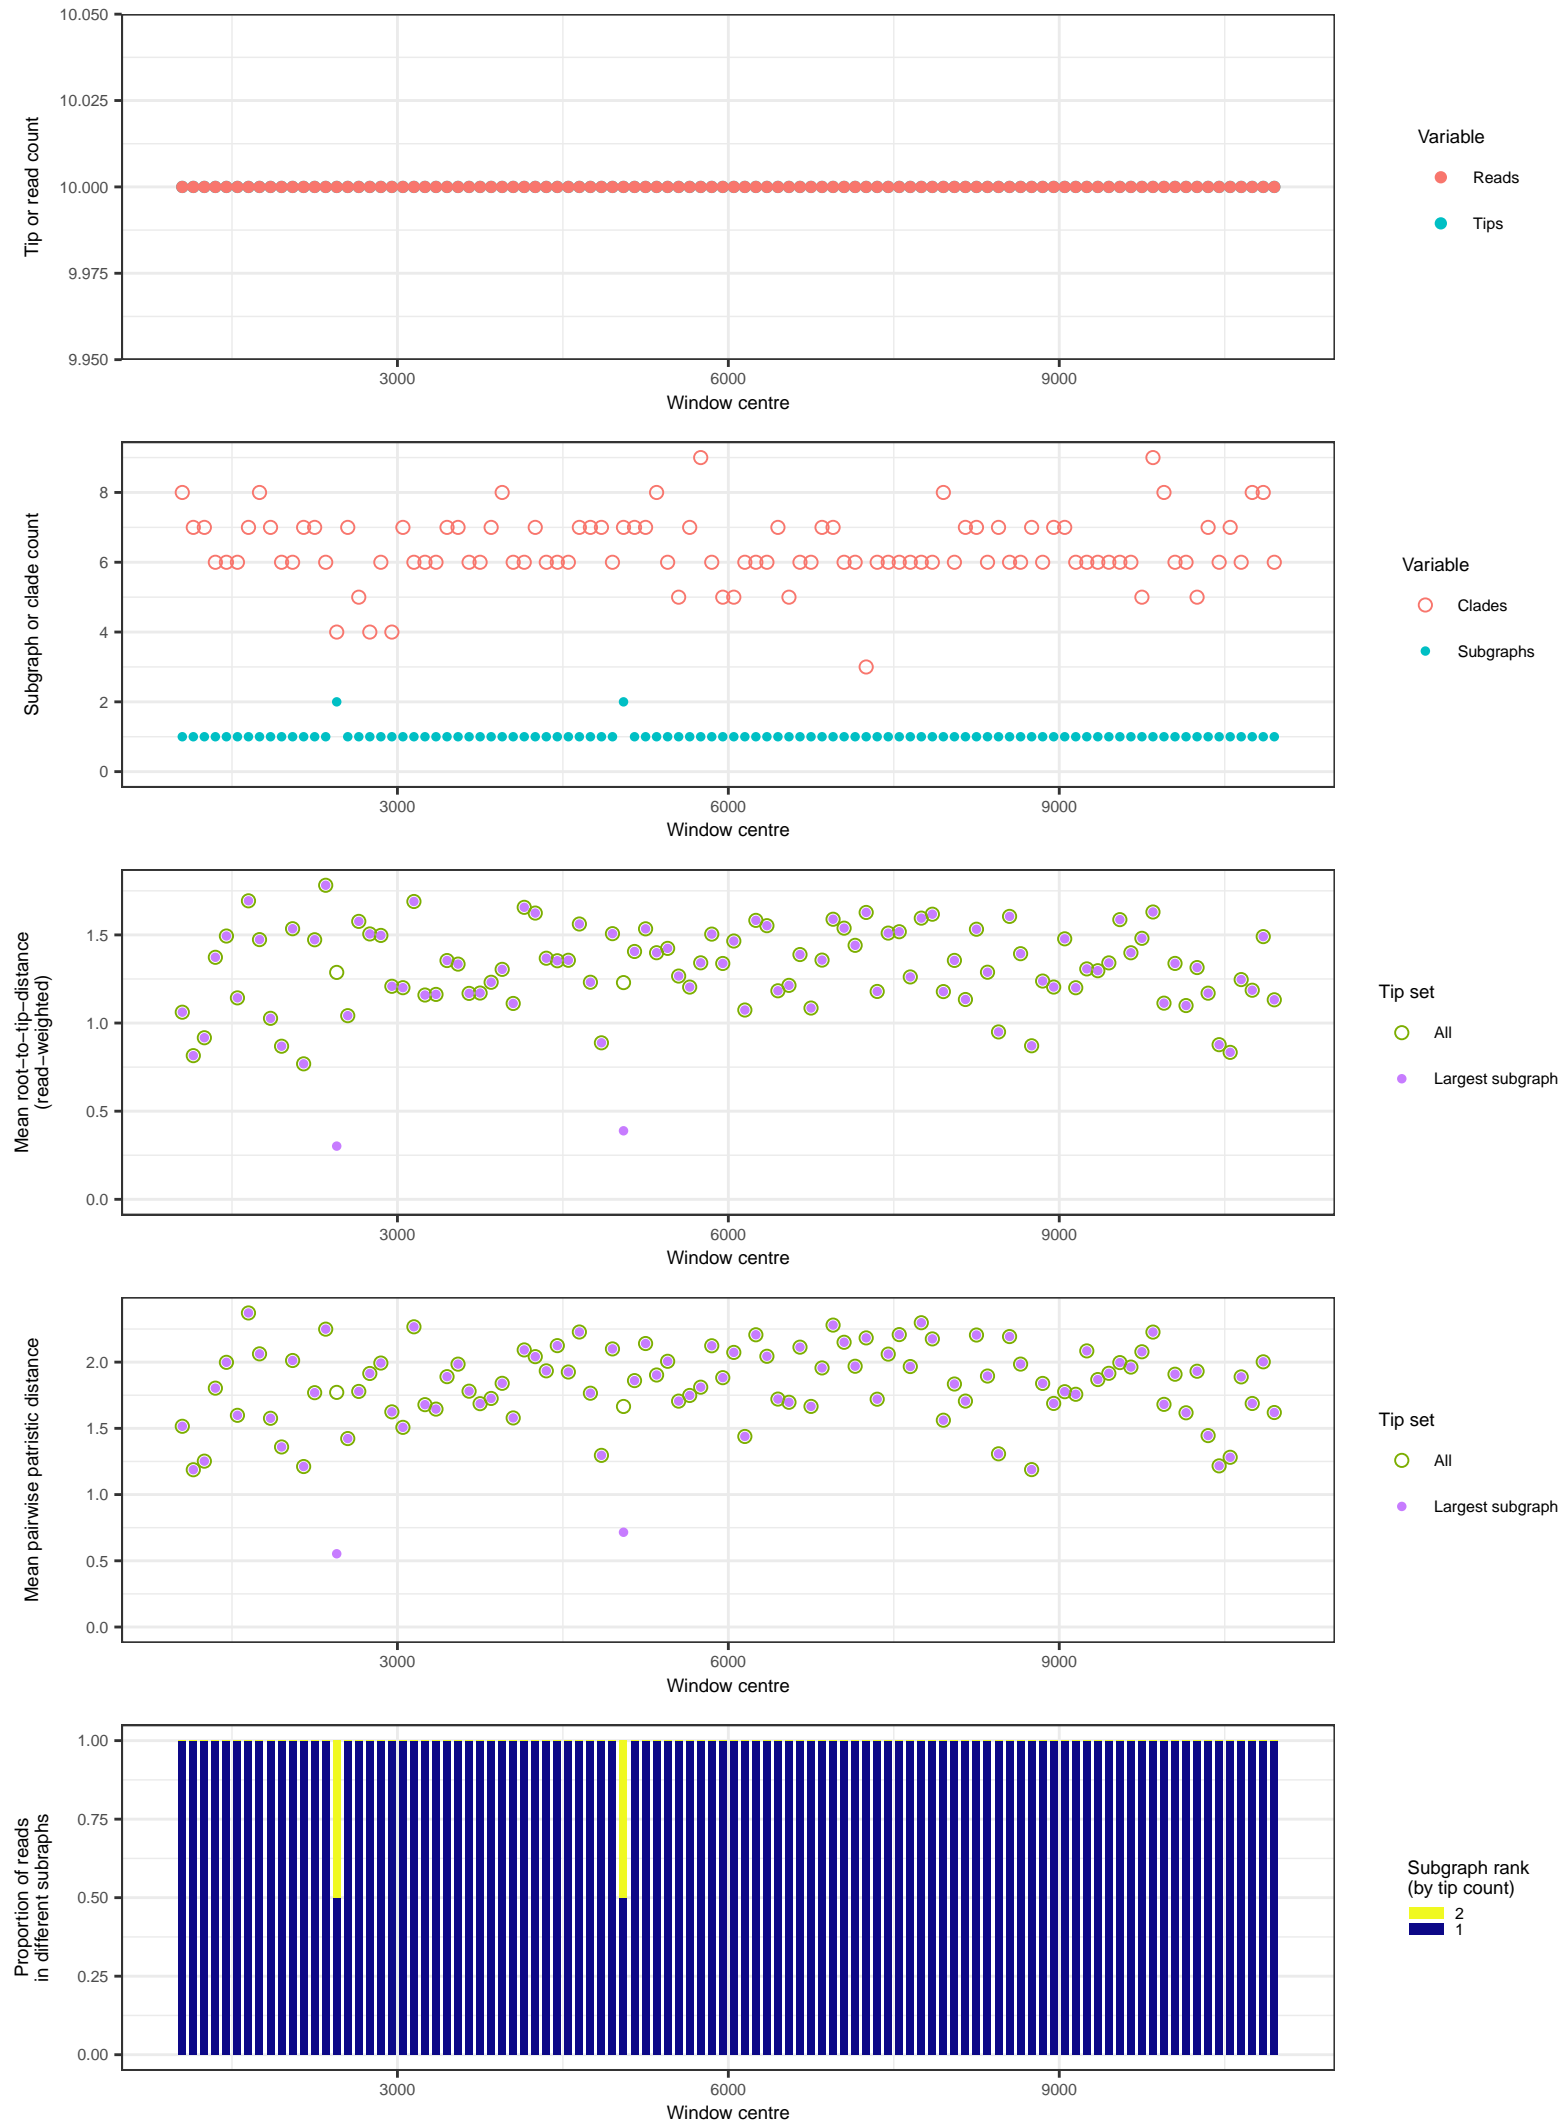 10.050
10.025
10.000
9.975
9.950
Tip or read count
3000 6000 9000
Window centre
Variable
Reads
Tips
8
6
4
2
0
Subgraph or clade count
3000 6000 9000
Window centre
Variable
Clades
Subgraphs
1.5
1.0
0.5
0.0
Mean root−to−tip−distance
(read−weighted)
3000 6000 9000
Window centre
Tip set
All
Largest subgraph
2.0
1.5
1.0
0.5
0.0
Mean pairwise patristic distance
3000 6000 9000
Window centre
Tip set
All
Largest subgraph
1.00
0.75
0.50
0.25
0.00
Proportion of reads
in different subraphs
3000 6000 9000
Window centre
Subgraph rank
(by tip count)
2
1